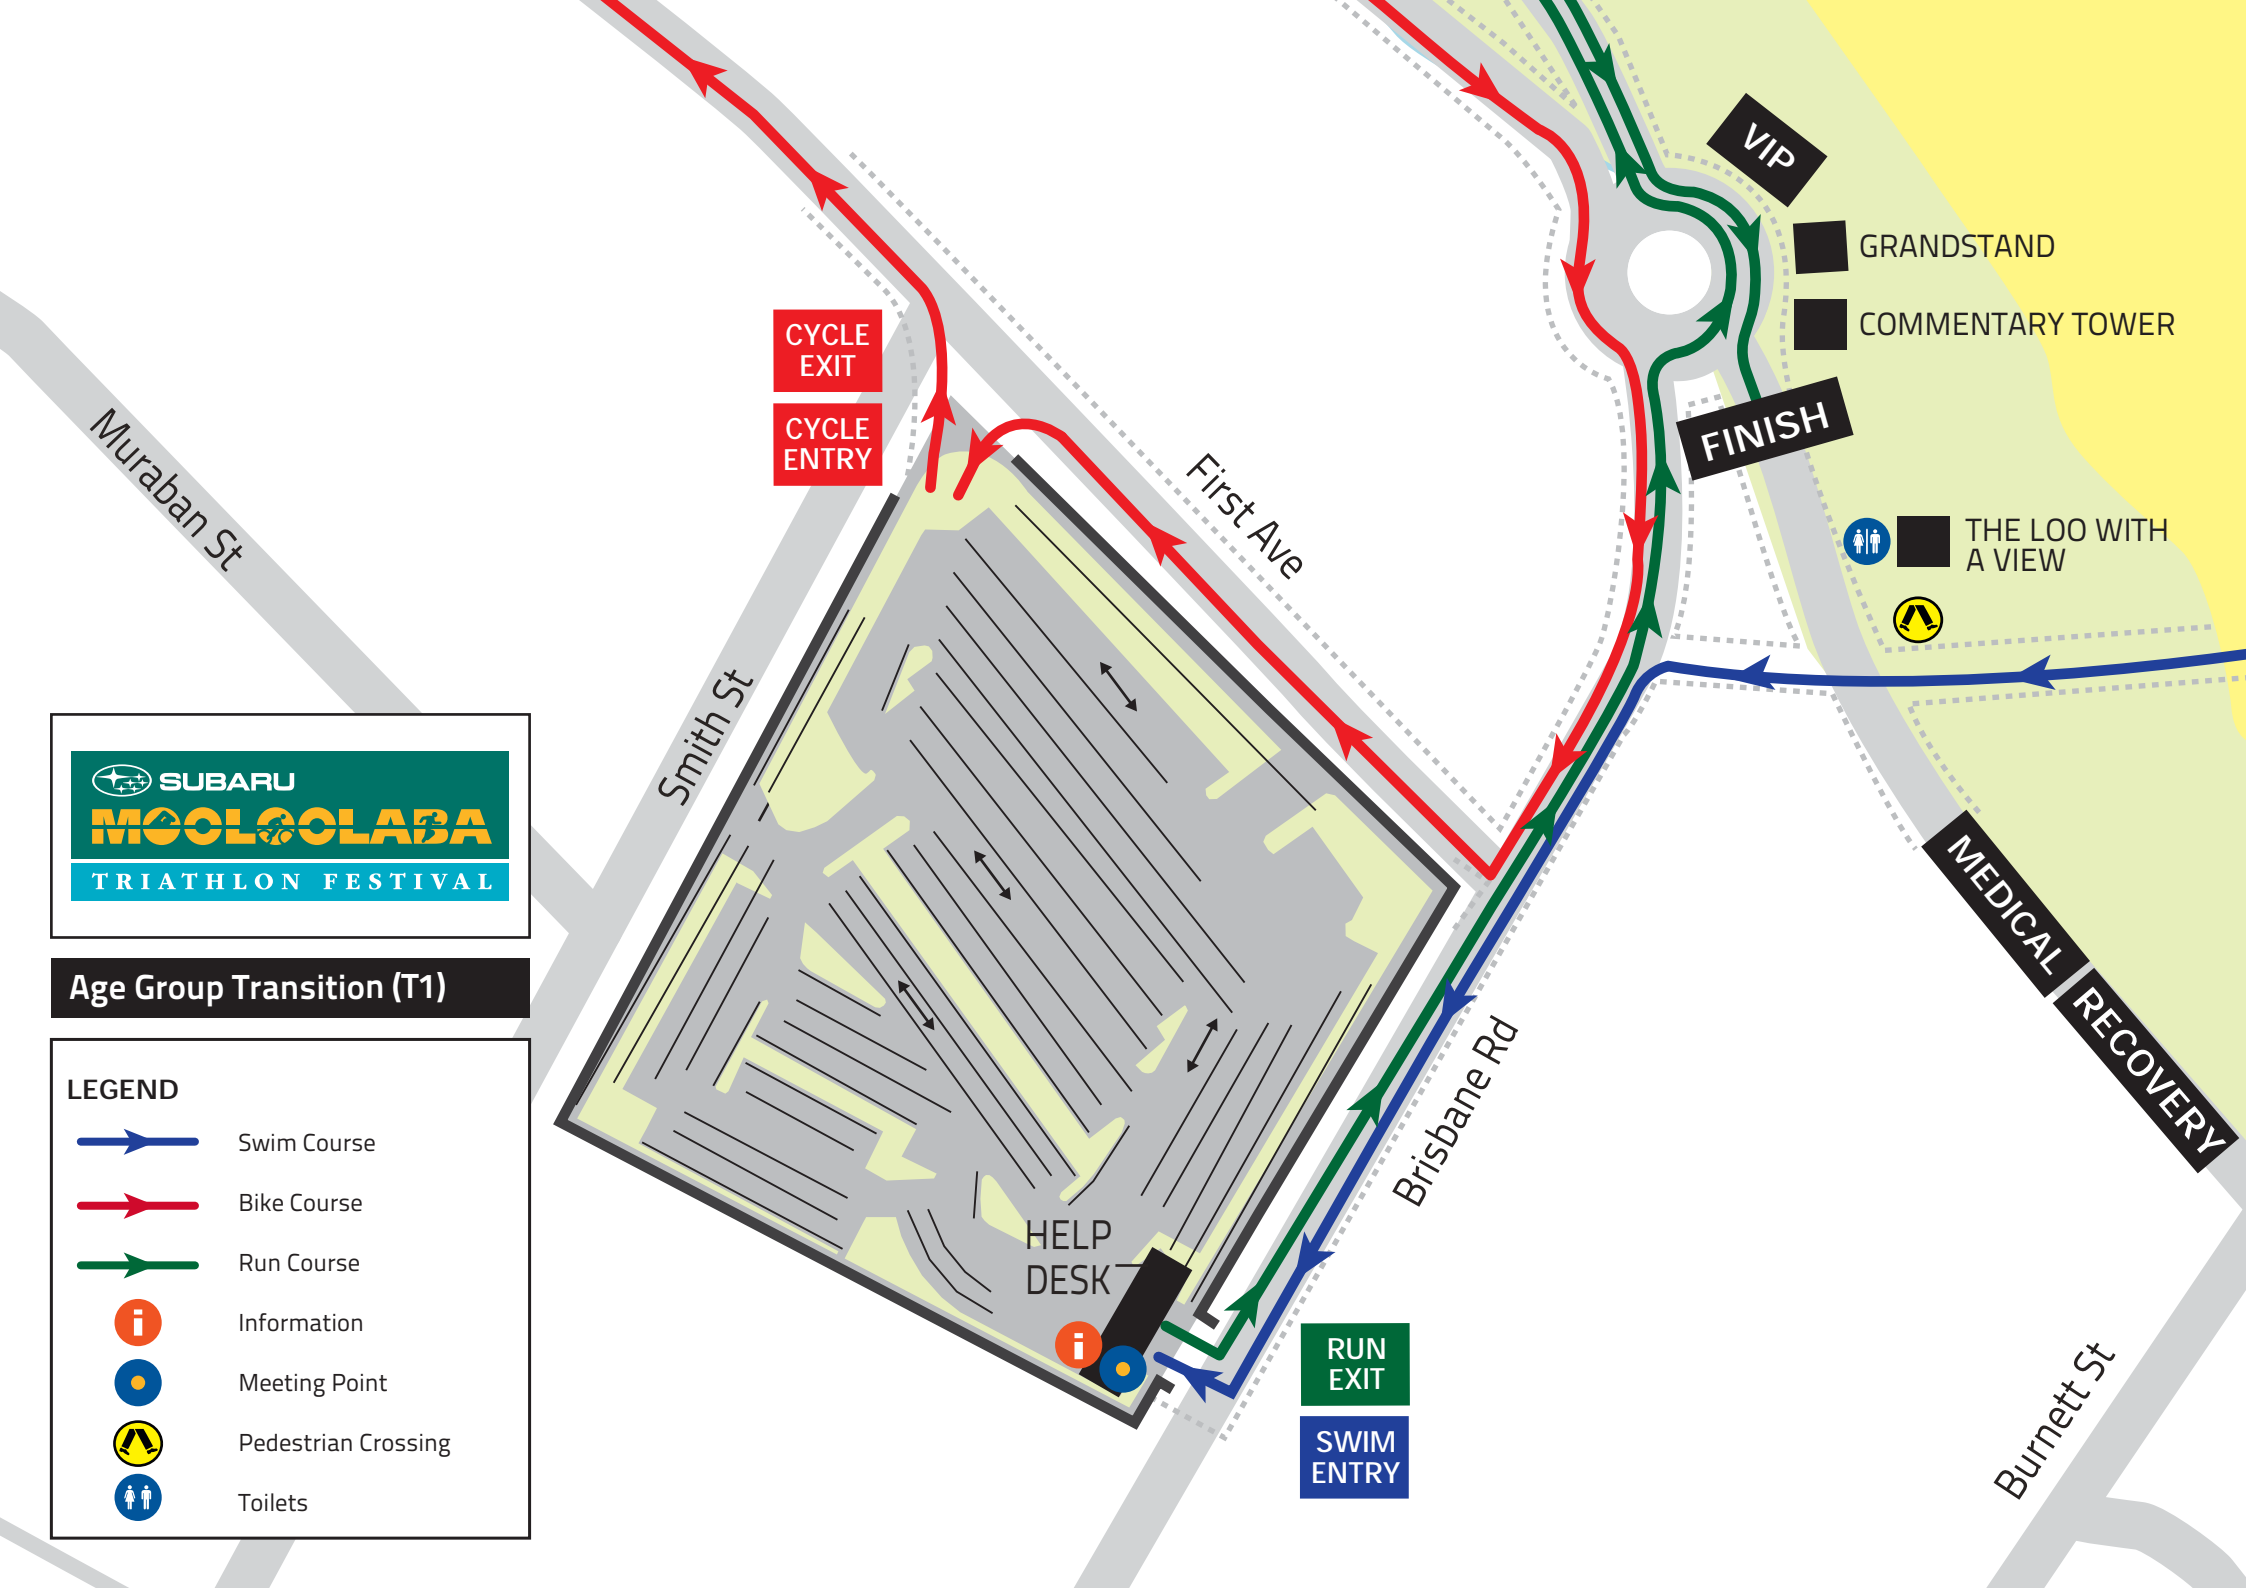 VIP
GRANDSTAND
COMMENTARY TOWER
CYCLE
EXIT
CYCLE
ENTRY
FINISH
Muraban St
First Ave
THE LOO WITH
A VIEW
Smith St
SUBARU
MOOLOOLABA
TRIATHLON FESTIVAL
Age Group Transition (T1)
MEDICAL
RECOVERY
Brisbane Rd
LEGEND
Swim Course
Bike Course
Run Course
i Information
Meeting Point
Pedestrian Crossing
Toilets
HELP
DESK
i
RUN
EXIT
SWIM
ENTRY
Burnett St